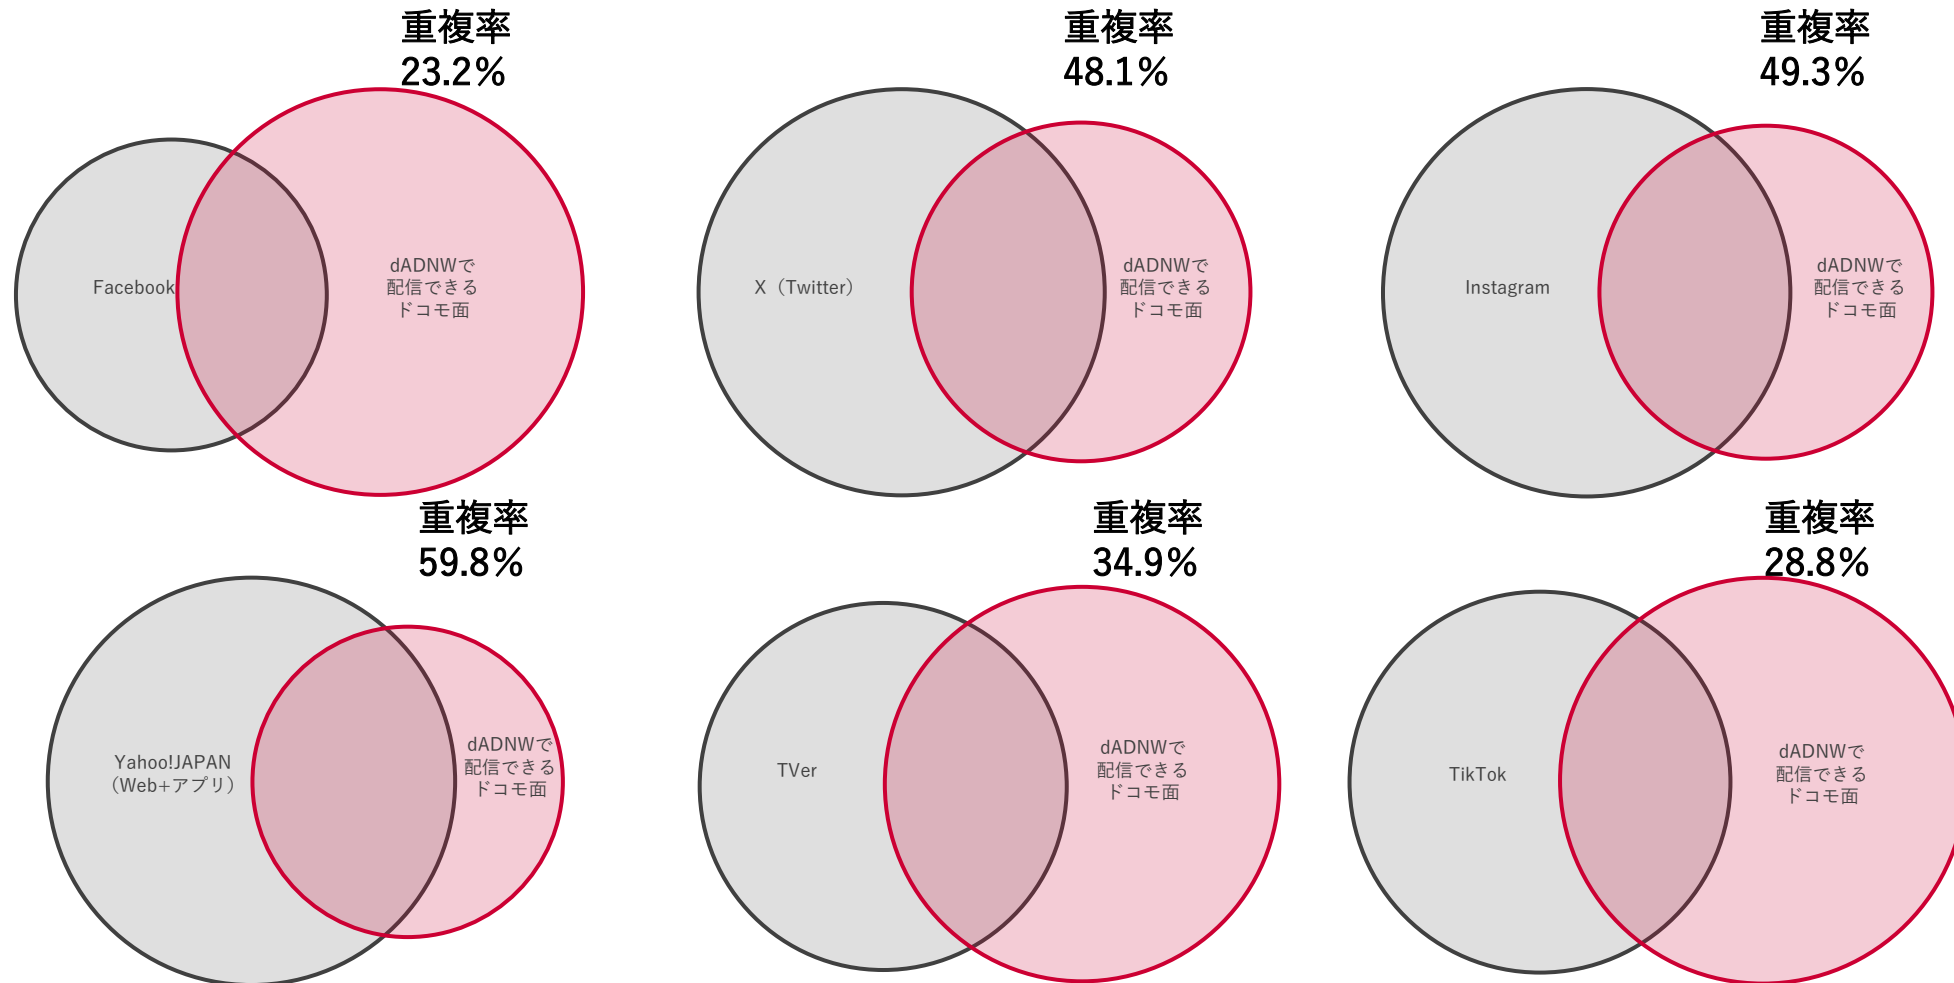 重複率
23.2%
Facebook
dADNWで
配信できる
ドコモ面
重複率
48.1%
X（Twitter）
dADNWで
配信できる
ドコモ面
重複率
49.3%
Instagram
dADNWで
配信できる
ドコモ面
重複率
59.8%
Yahoo!JAPAN
（Web+アプリ）
dADNWで
配信できる
ドコモ面
重複率
34.9%
TVer
dADNWで
配信できる
ドコモ面
重複率
28.8%
TikTok
dADNWで
配信できる
ドコモ面